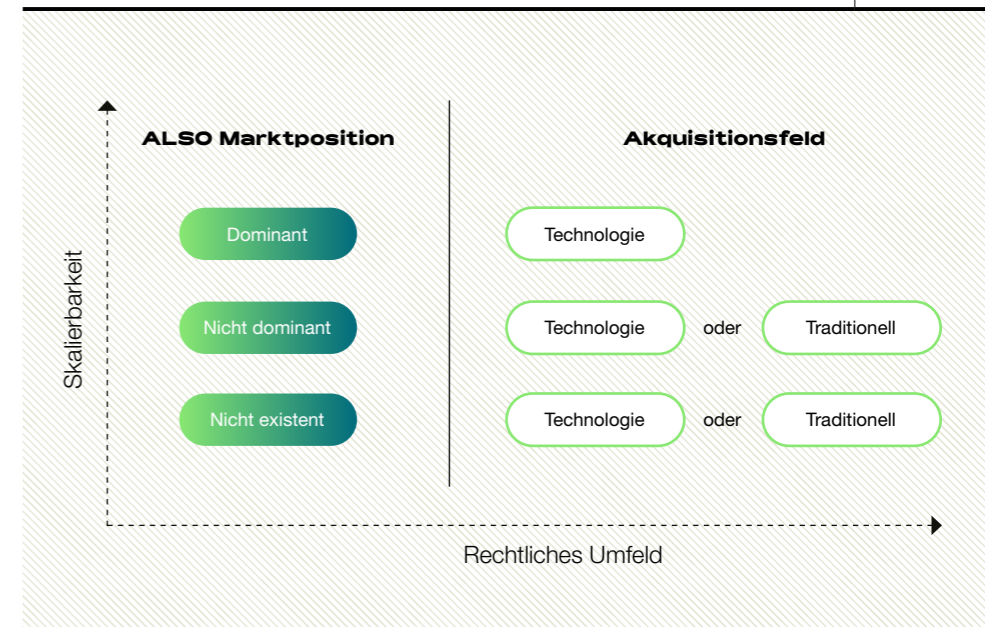 ALSO Marktposition
Akquisitionsfeld
Dominant
Technologie
Nicht dominant
Technologie oder Traditionell
Nicht existent
Technologie oder Traditionell
Skalierbarkeit
Rechtliches Umfeld